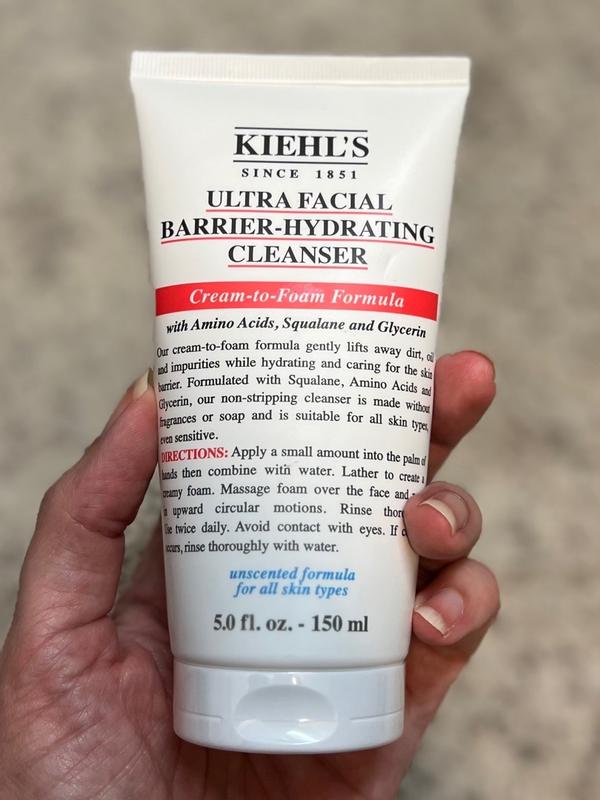 KIEHL'S
SINCE 1851
ULTRA FACIAL
BARRIER-HYDRATING
CLEANSER
Cream-to-Foam Formula
with Amino Acids, Squalane and Glycerin
Our cream-to-foam formula gently lifts away dirt, oil
and impurities while hydrating and caring for the skin
barrier. Formulated with Squalane, Amino Acids and
Glycerin, our non-stripping cleanser is made without
fragrances or soap and is suitable for all skin types,
even sensitive.
DIRECTIONS: Apply a small amount into the palm of
hands then combine with water. Lather to create a
creamy foam. Massage foam over the face and
in upward circular motions. Rinse
Use twice daily. Avoid contact with eyes. If
occurs, rinse thoroughly with water.
unscented formula
for all skin types
5.0 fl. oz. - 150 ml